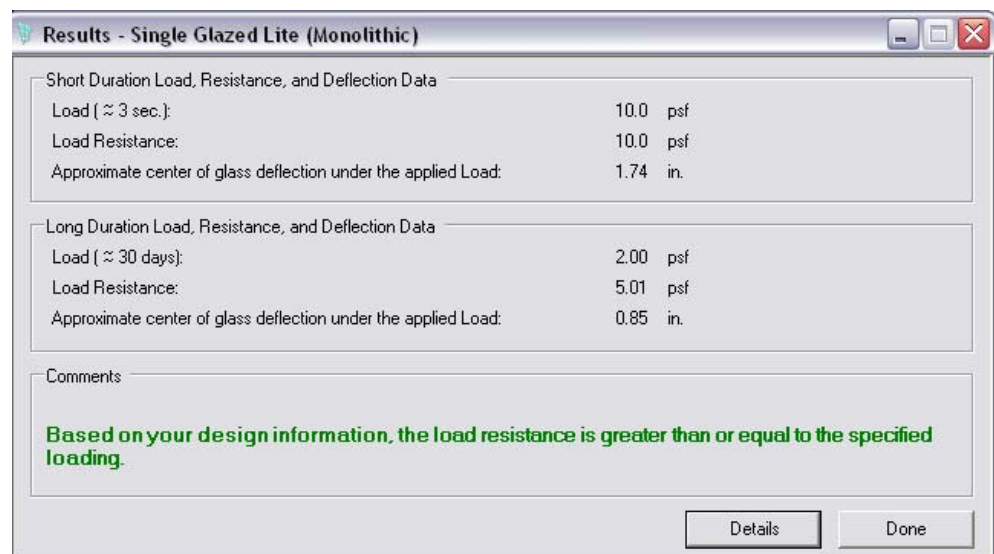 Results - Single Glazed Lite (Monolithic)
Short Duration Load, Resistance, and Deflection Data
Load ( ≈ 3 sec.): 10.0 psf
Load Resistance: 10.0 psf
Approximate center of glass deflection under the applied Load: 1.74 in.
Long Duration Load, Resistance, and Deflection Data
Load ( ≈ 30 days): 2.00 psf
Load Resistance: 5.01 psf
Approximate center of glass deflection under the applied Load: 0.85 in.
Comments
Based on your design information, the load resistance is greater than or equal to the specified
loading.
Details Done